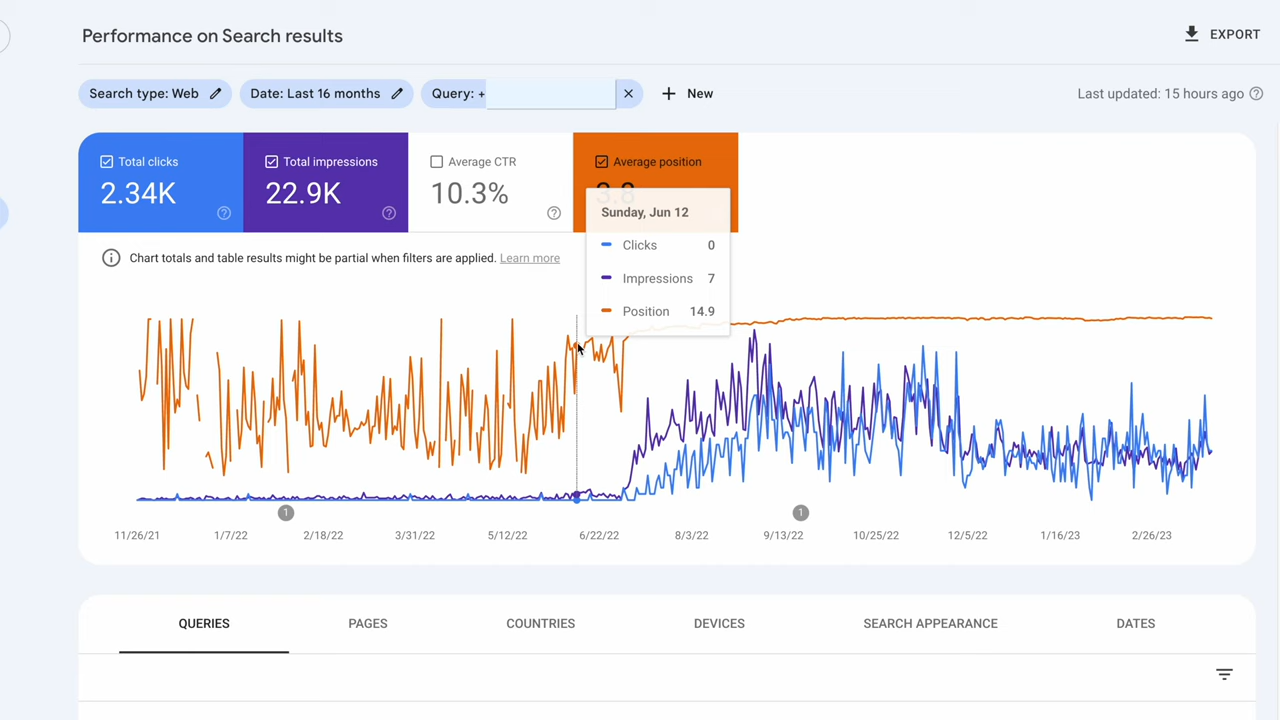 Performance on Search results
EXPORT
Search type: Web
Date: Last 16 months
Query: +
New
Last updated: 15 hours ago
Total clicks
2.34K
Total impressions
22.9K
Average CTR
10.3%
Average position
3.8
Sunday, Jun 12
Clicks 0
Impressions 7
Position 14.9
Chart totals and table results might be partial when filters are applied. Learn more
1
1
11/26/21 1/7/22 2/18/22 3/31/22 5/12/22 6/22/22 8/3/22 9/13/22 10/25/22 12/5/22 1/16/23 2/26/23
QUERIES PAGES COUNTRIES DEVICES SEARCH APPEARANCE DATES